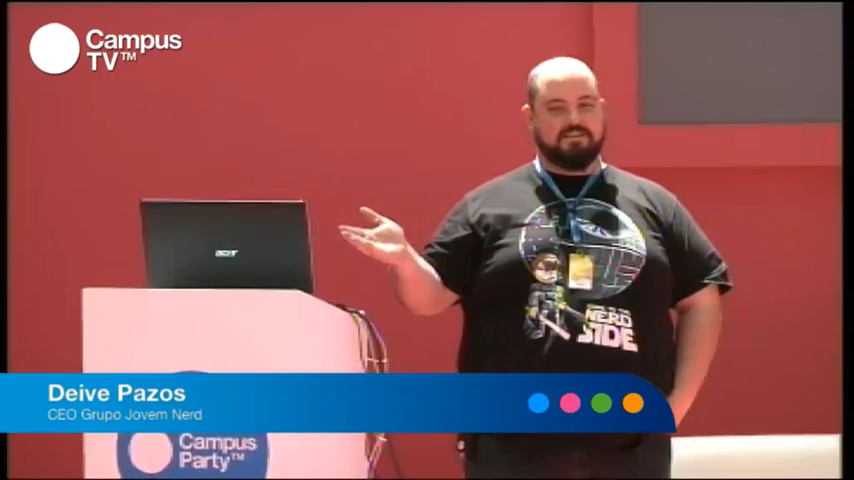 Campus
TV™
acer
NERD
SIDE
Deive Pazos
CEO Grupo Jovem Nerd
Campus
Party™